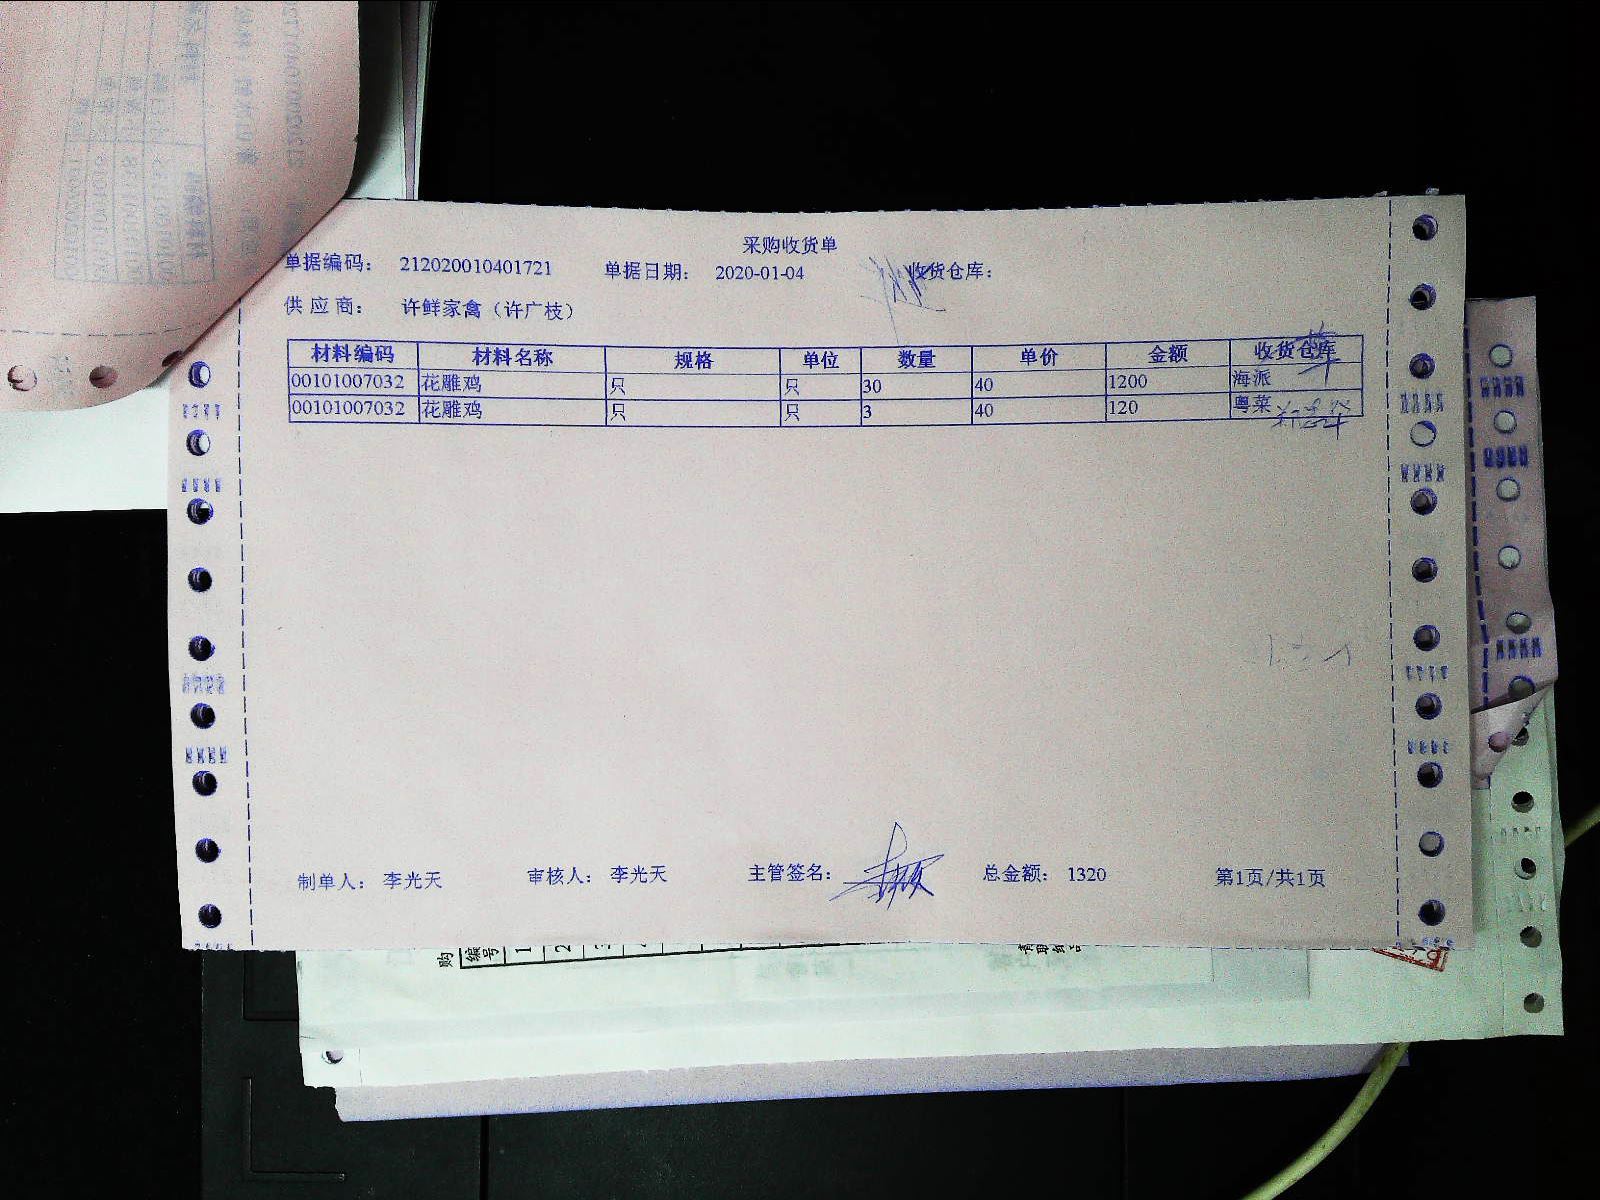 采购收货单
单据编码： 212020010401721 单据日期： 2020-01-04 收货仓库：
供应商： 许鲜家禽（许广枝）
材料编码 材料名称 规格 单位 数量 单价 金额 收货仓库
00101007032 花雕鸡 只 只 30 40 1200 海派
00101007032 花雕鸡 只 只 3 40 120 粤菜
制单人： 李光天 审核人： 李光天 主管签名： 总金额： 1320 第1页/共1页
购
编号 1 2